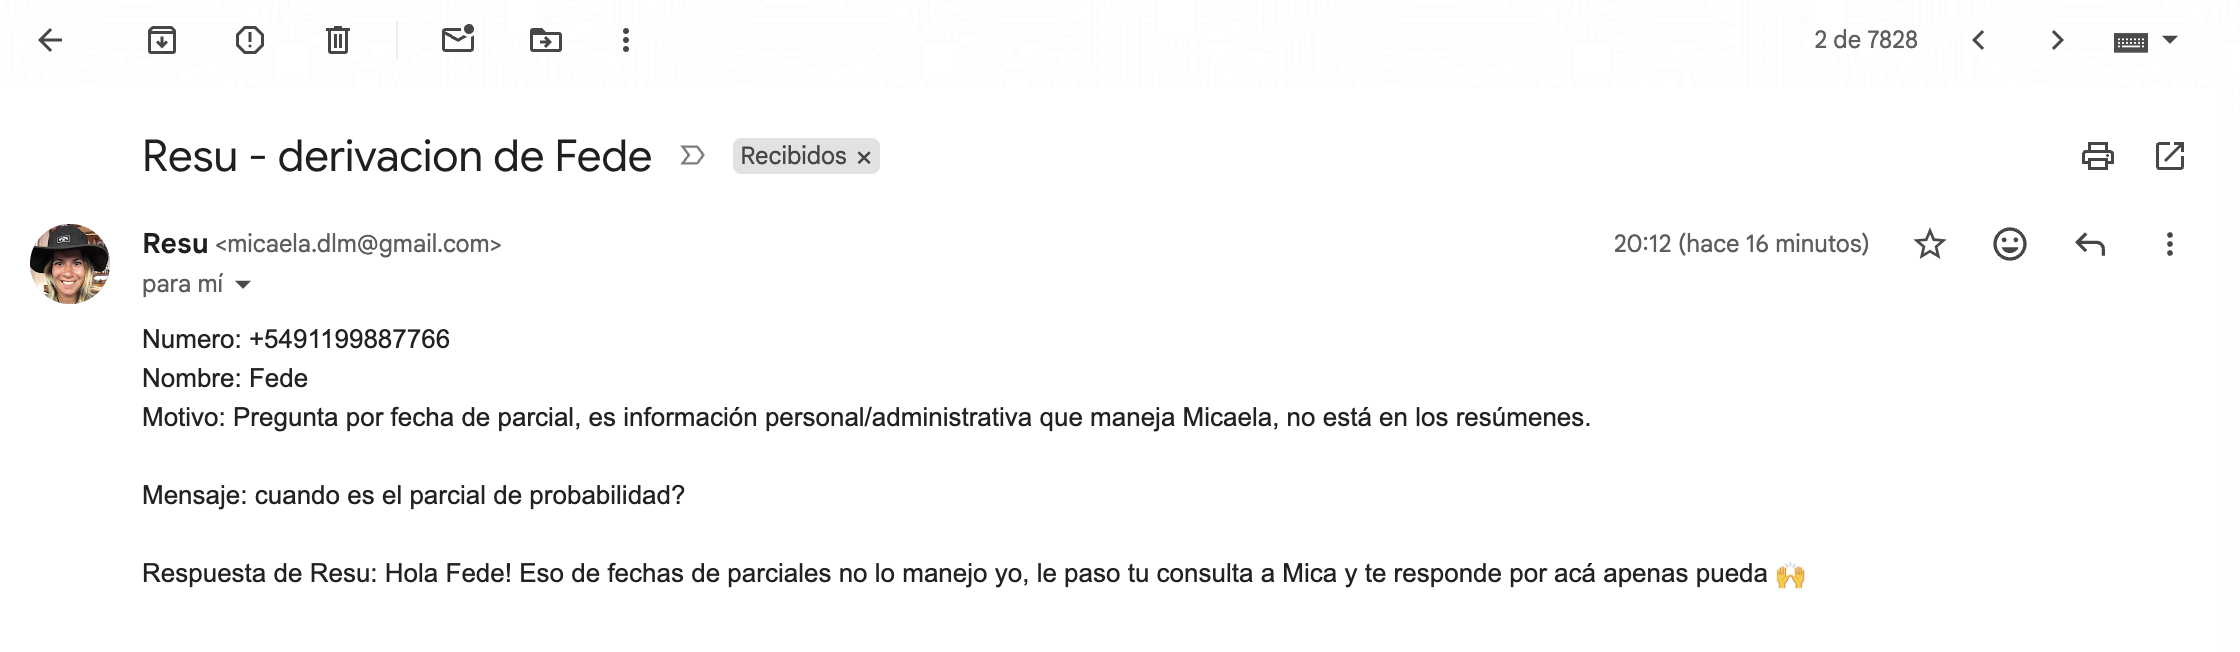 2 de 7828
Resu - derivacion de Fede Recibidos ×
Resu <micaela.dlm@gmail.com> 20:12 (hace 16 minutos)
para mí
Numero: +5491199887766
Nombre: Fede
Motivo: Pregunta por fecha de parcial, es información personal/administrativa que maneja Micaela, no está en los resúmenes.
Mensaje: cuando es el parcial de probabilidad?
Respuesta de Resu: Hola Fede! Eso de fechas de parciales no lo manejo yo, le paso tu consulta a Mica y te responde por acá apenas pueda 🙌